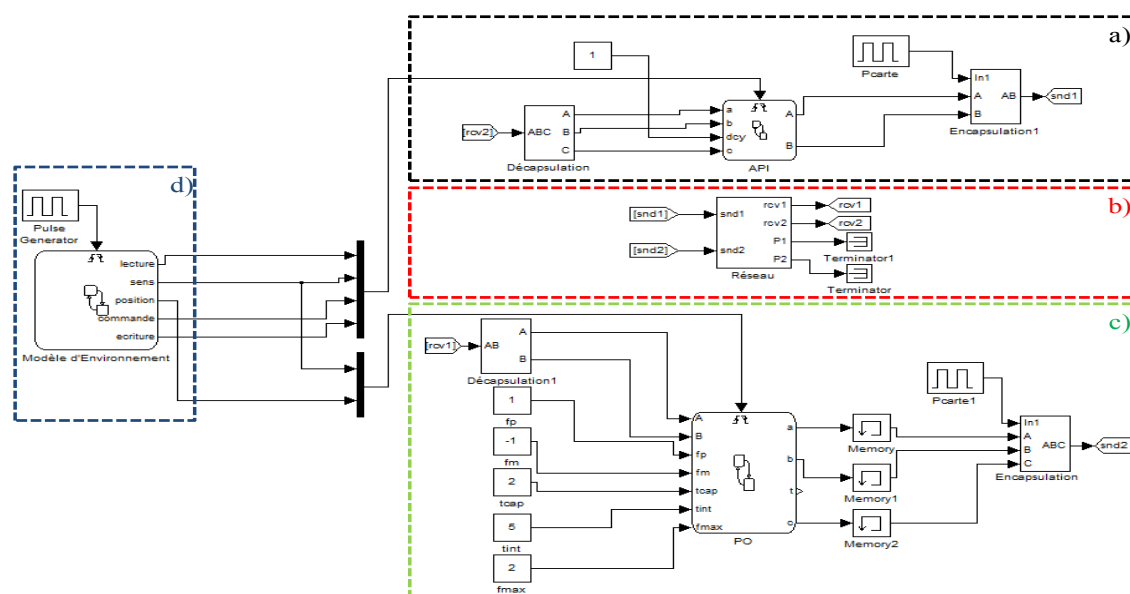 a)
1
Pcarte
In1
A
B
AB
snd1
Encapsulation1
[rcv2]
ABC
A
B
C
Décapsulation
a
b
dcy
c
A
B
API
b)
[snd1]
[snd2]
snd1
snd2
rcv1
rcv2
P1
P2
Réseau
rcv1
rcv2
Terminator1
Terminator
d)
Pulse
Generator
lecture
sens
position
commande
ecriture
Modèle d'Environnement
c)
[rcv1]
AB
A
B
Décapsulation1
1
fp
-1
fm
2
tcap
5
tint
2
fmax
A
B
fp
fm
tcap
tint
fmax
a
b
t
c
PO
Memory
Memory1
Memory2
Pcarte1
In1
A
B
C
ABC
snd2
Encapsulation